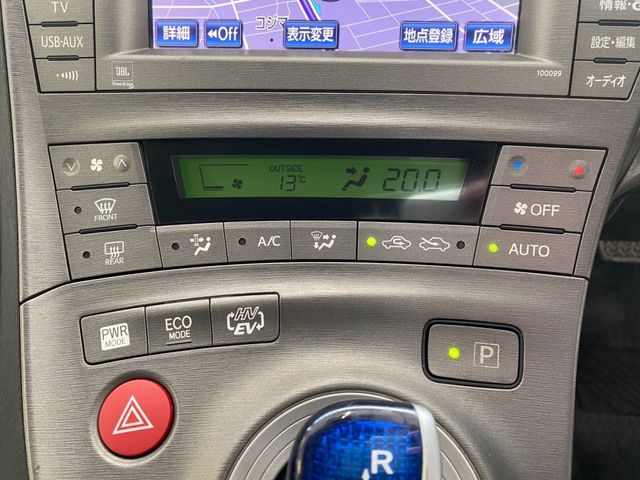 TV
情報・G
コジマ
USB-AUX
詳細
◀◀Off
表示変更
地点登録
広域
設定・編集
JBL
100099
オーディオ
OUTSIDE
13℃
20.0
FRONT
OFF
REAR
A/C
AUTO
PWR
MODE
ECO
MODE
HV
EV
P
R